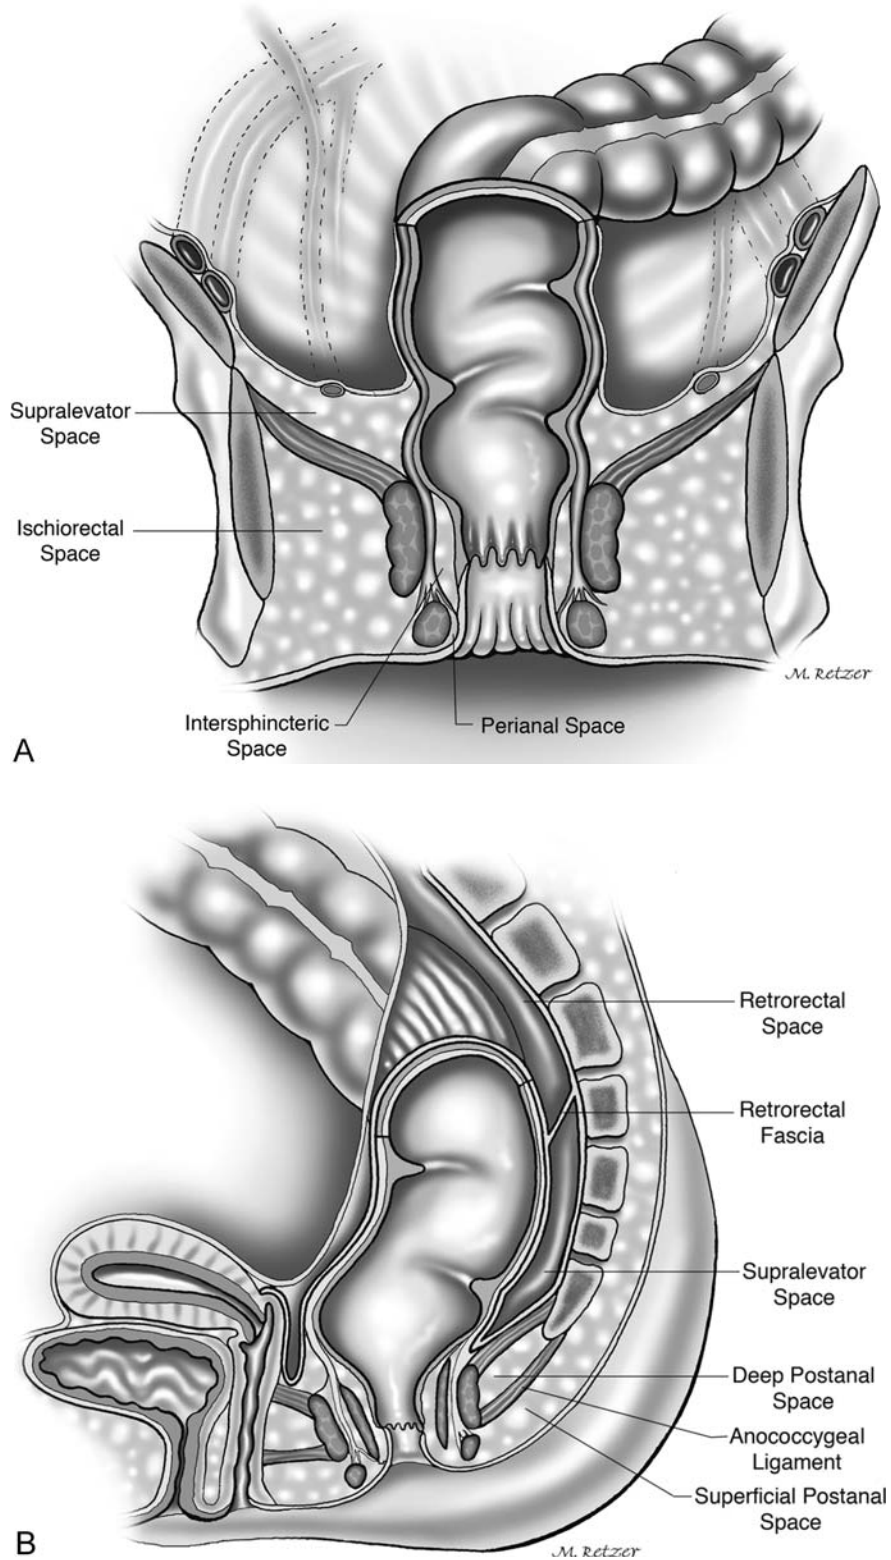 Supralevator
Space
Ischiorectal
Space
M. Retzer
Intersphincteric
Space
Perianal Space
A
Retrorectal
Space
Retrorectal
Fascia
Supralevator
Space
Deep Postanal
Space
Anococcygeal
Ligament
Superficial Postanal
Space
B
M. Retzer